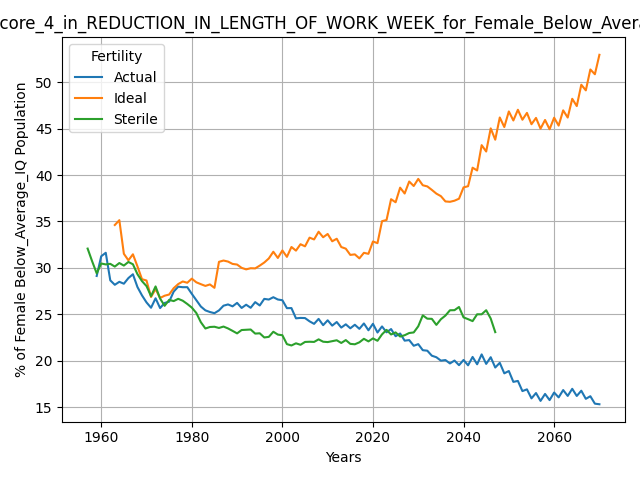 core_4_in_REDUCTION_IN_LENGTH_OF_WORK_WEEK_for_Female_Below_Avera
Fertility
Actual
Ideal
Sterile
% of Female Below_Average_IQ Population
50
45
40
35
30
25
20
15
1960 1980 2000 2020 2040 2060
Years